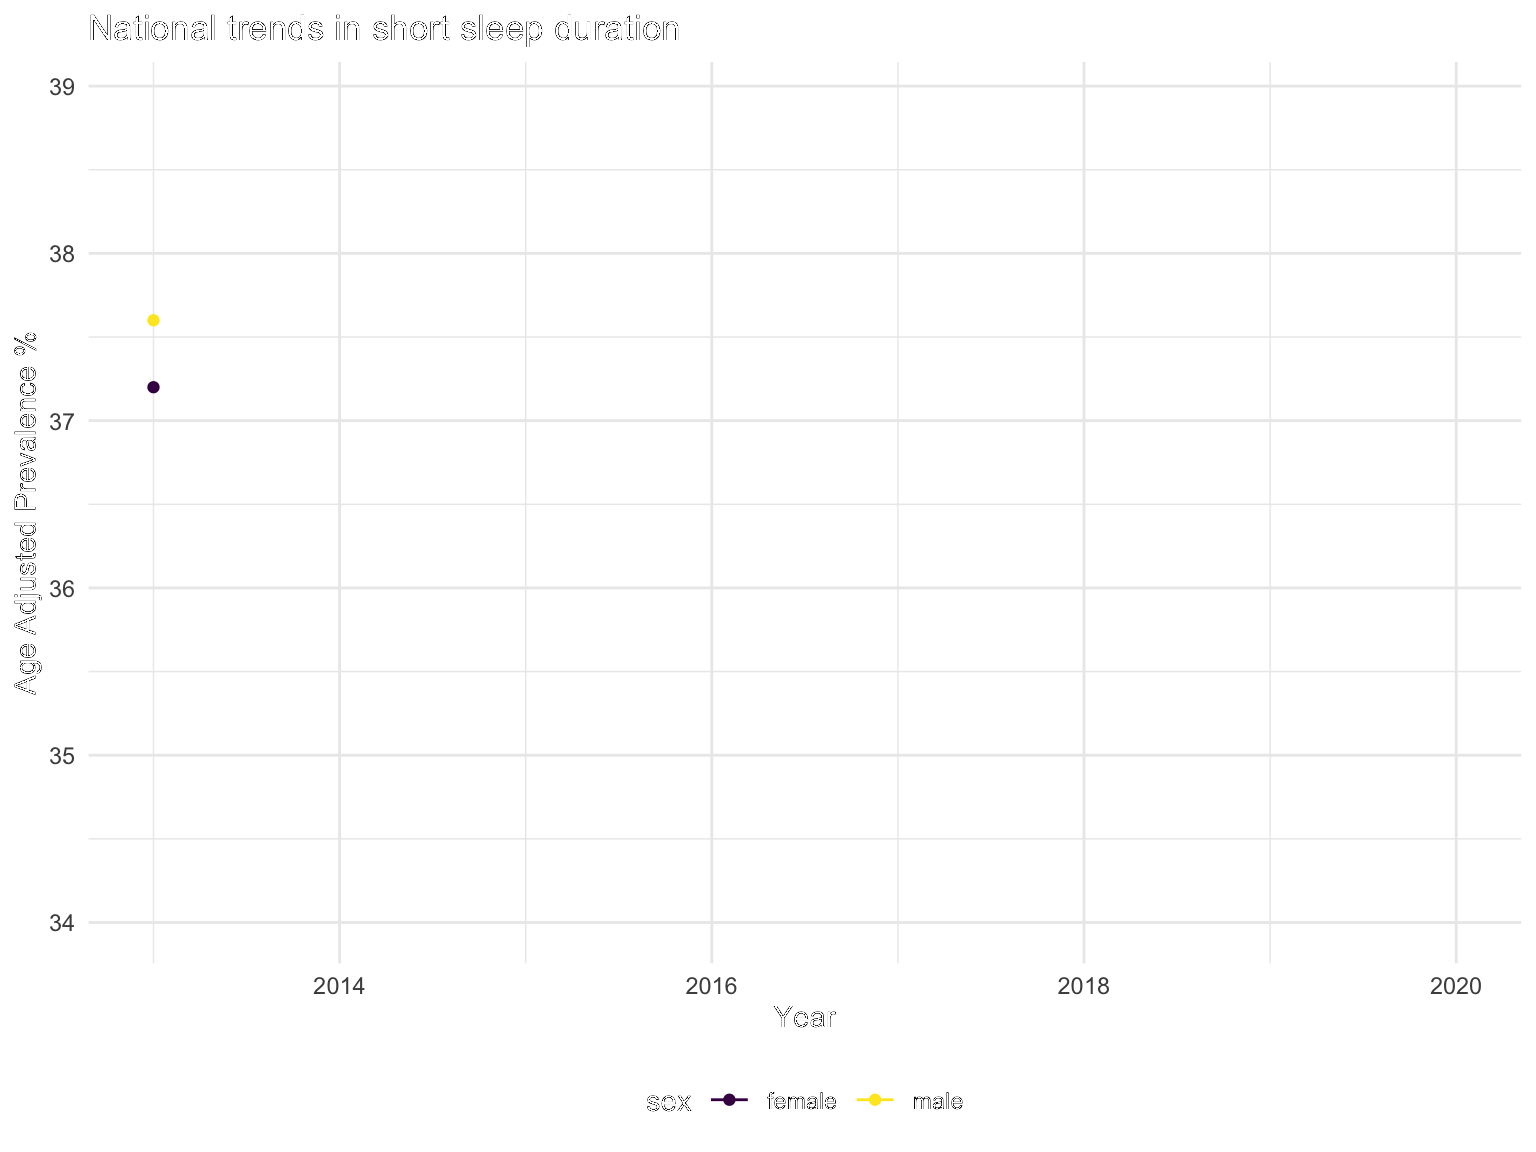 National trends in short sleep duration
39
38
37
36
35
34
Age Adjusted Prevalence %
2014 2016 2018 2020
Year
sex female male